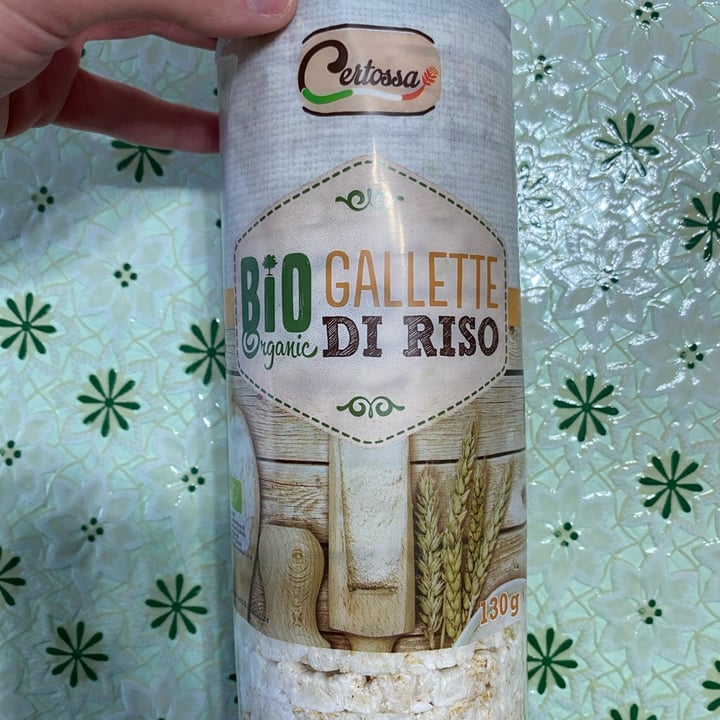 Certossa
BIO
Organic
GALLETTE
DI RISO
130g